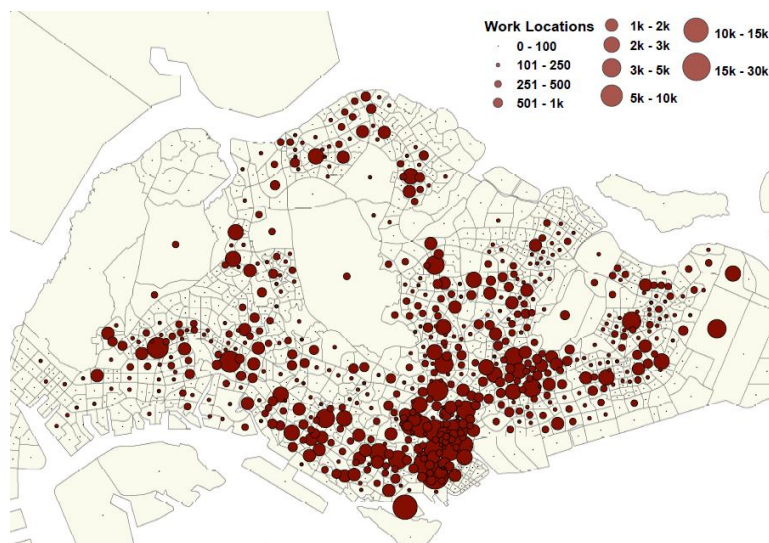 Work Locations
0 - 100
101 - 250
251 - 500
501 - 1k
1k - 2k
2k - 3k
3k - 5k
5k - 10k
10k - 15k
15k - 30k